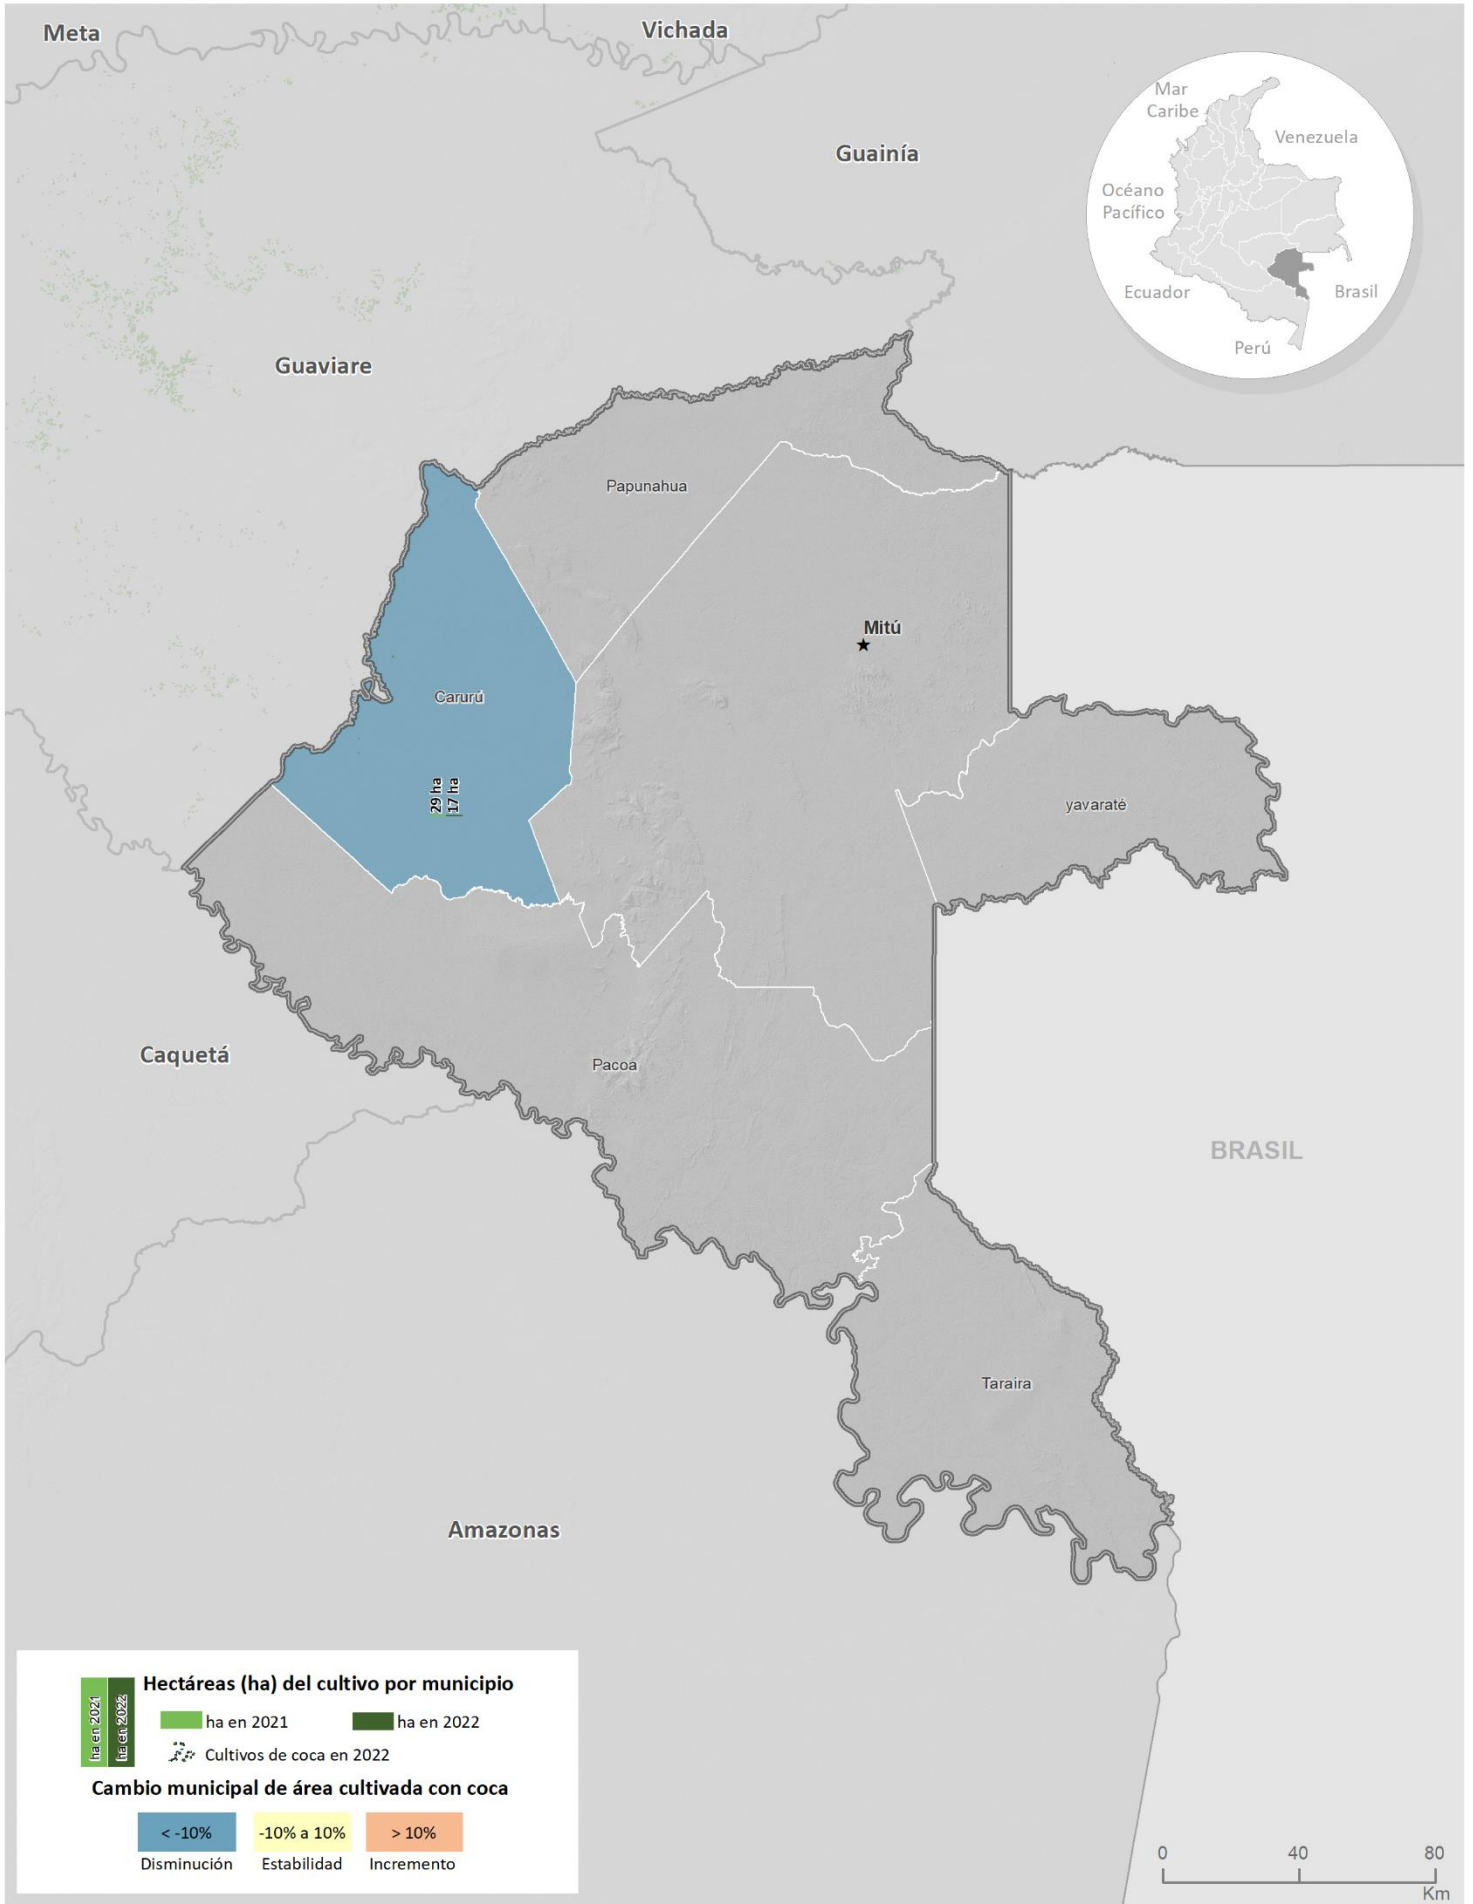 Meta
Vichada
Guainía
Mar
Caribe
Venezuela
Océano
Pacífico
Ecuador
Brasil
Perú
Guaviare
Papunahua
Mitú
Carurú
29 ha
17 ha
yavaraté
Caquetá
Pacoa
BRASIL
Taraira
Amazonas
ha en 2021
ha en 2022
Hectáreas (ha) del cultivo por municipio
ha en 2021
ha en 2022
Cultivos de coca en 2022
Cambio municipal de área cultivada con coca
< -10%
-10% a 10%
> 10%
Disminución
Estabilidad
Incremento
0
40
80
Km